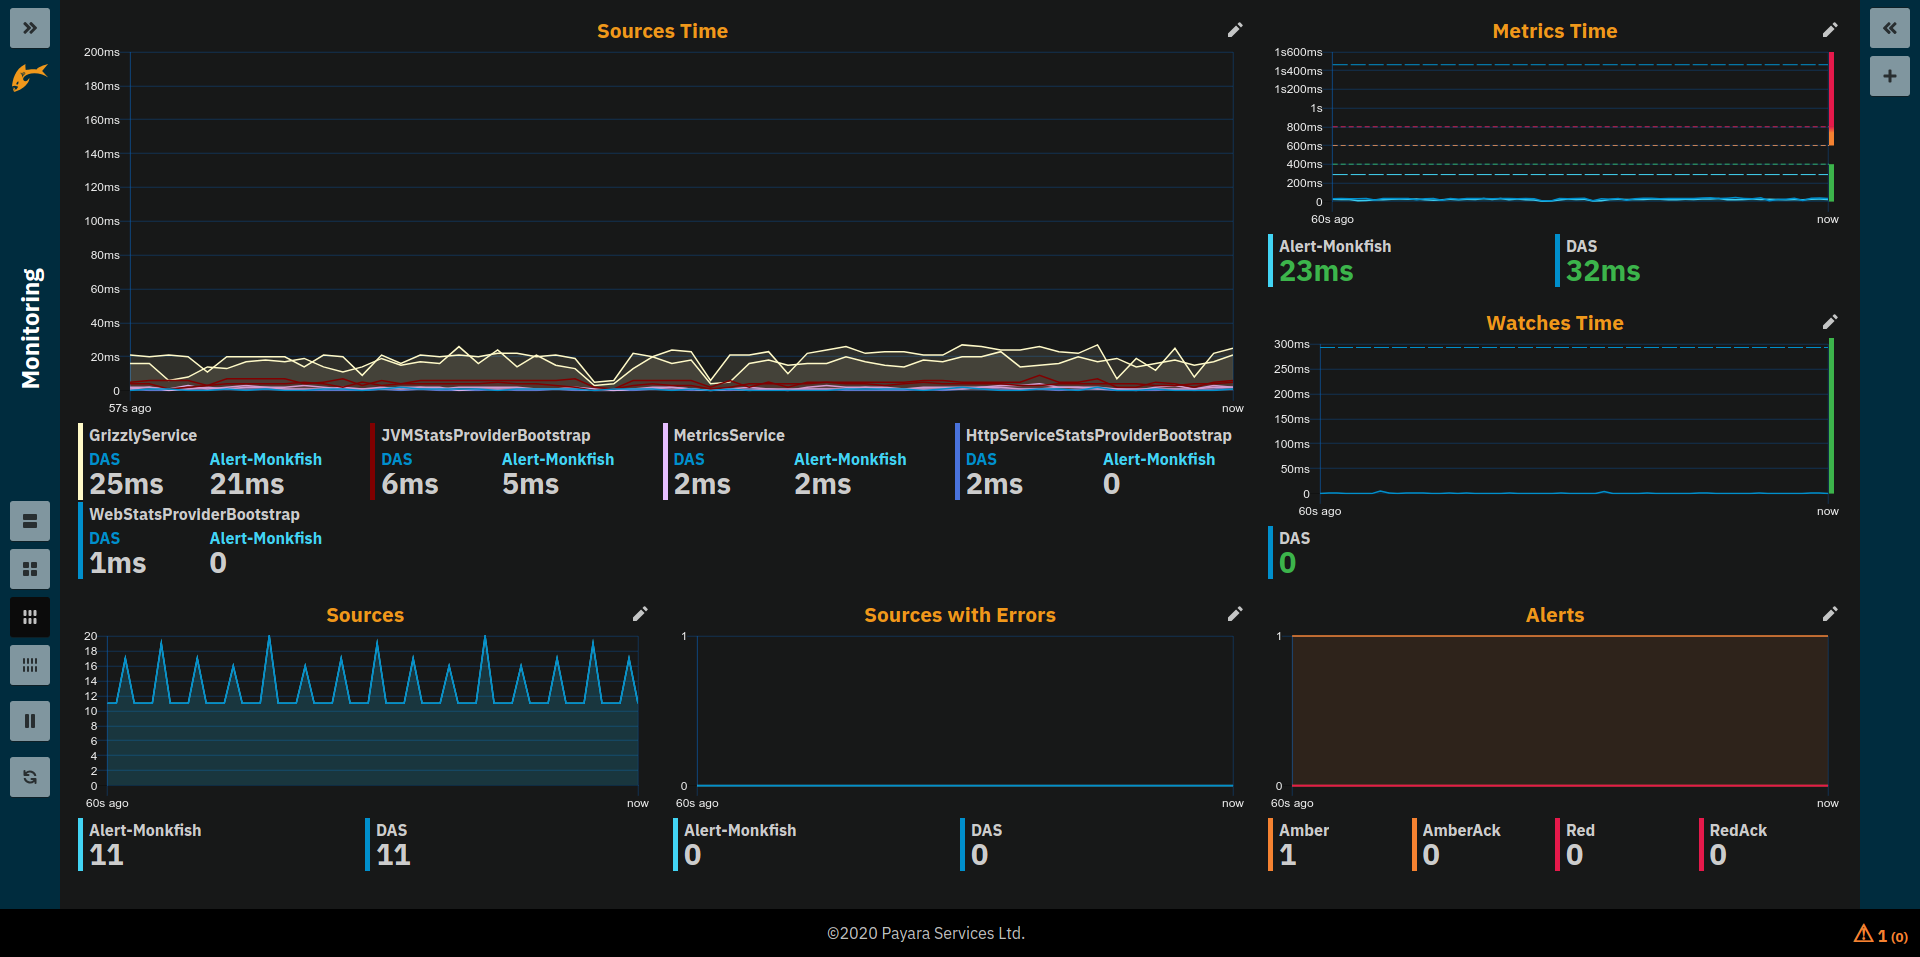 Monitoring
Sources Time
200ms
180ms
160ms
140ms
120ms
100ms
80ms
60ms
40ms
20ms
0
57s ago now
GrizzlyService
DAS Alert-Monkfish
25ms 21ms
JVMStatsProviderBootstrap
DAS Alert-Monkfish
6ms 5ms
MetricsService
DAS Alert-Monkfish
2ms 2ms
HttpServiceStatsProviderBootstrap
DAS Alert-Monkfish
2ms 0
WebStatsProviderBootstrap
DAS Alert-Monkfish
1ms 0
Metrics Time
1s600ms
1s400ms
1s200ms
1s
800ms
600ms
400ms
200ms
0
60s ago now
Alert-Monkfish DAS
23ms 32ms
Watches Time
300ms
250ms
200ms
150ms
100ms
50ms
0
60s ago now
DAS
0
Sources
20
18
16
14
12
10
8
6
4
2
0
60s ago now
Alert-Monkfish DAS
11 11
Sources with Errors
1
0
60s ago now
Alert-Monkfish DAS
0 0
Alerts
1
0
60s ago now
Amber AmberAck Red RedAck
1 0 0 0
©2020 Payara Services Ltd.
1 (0)